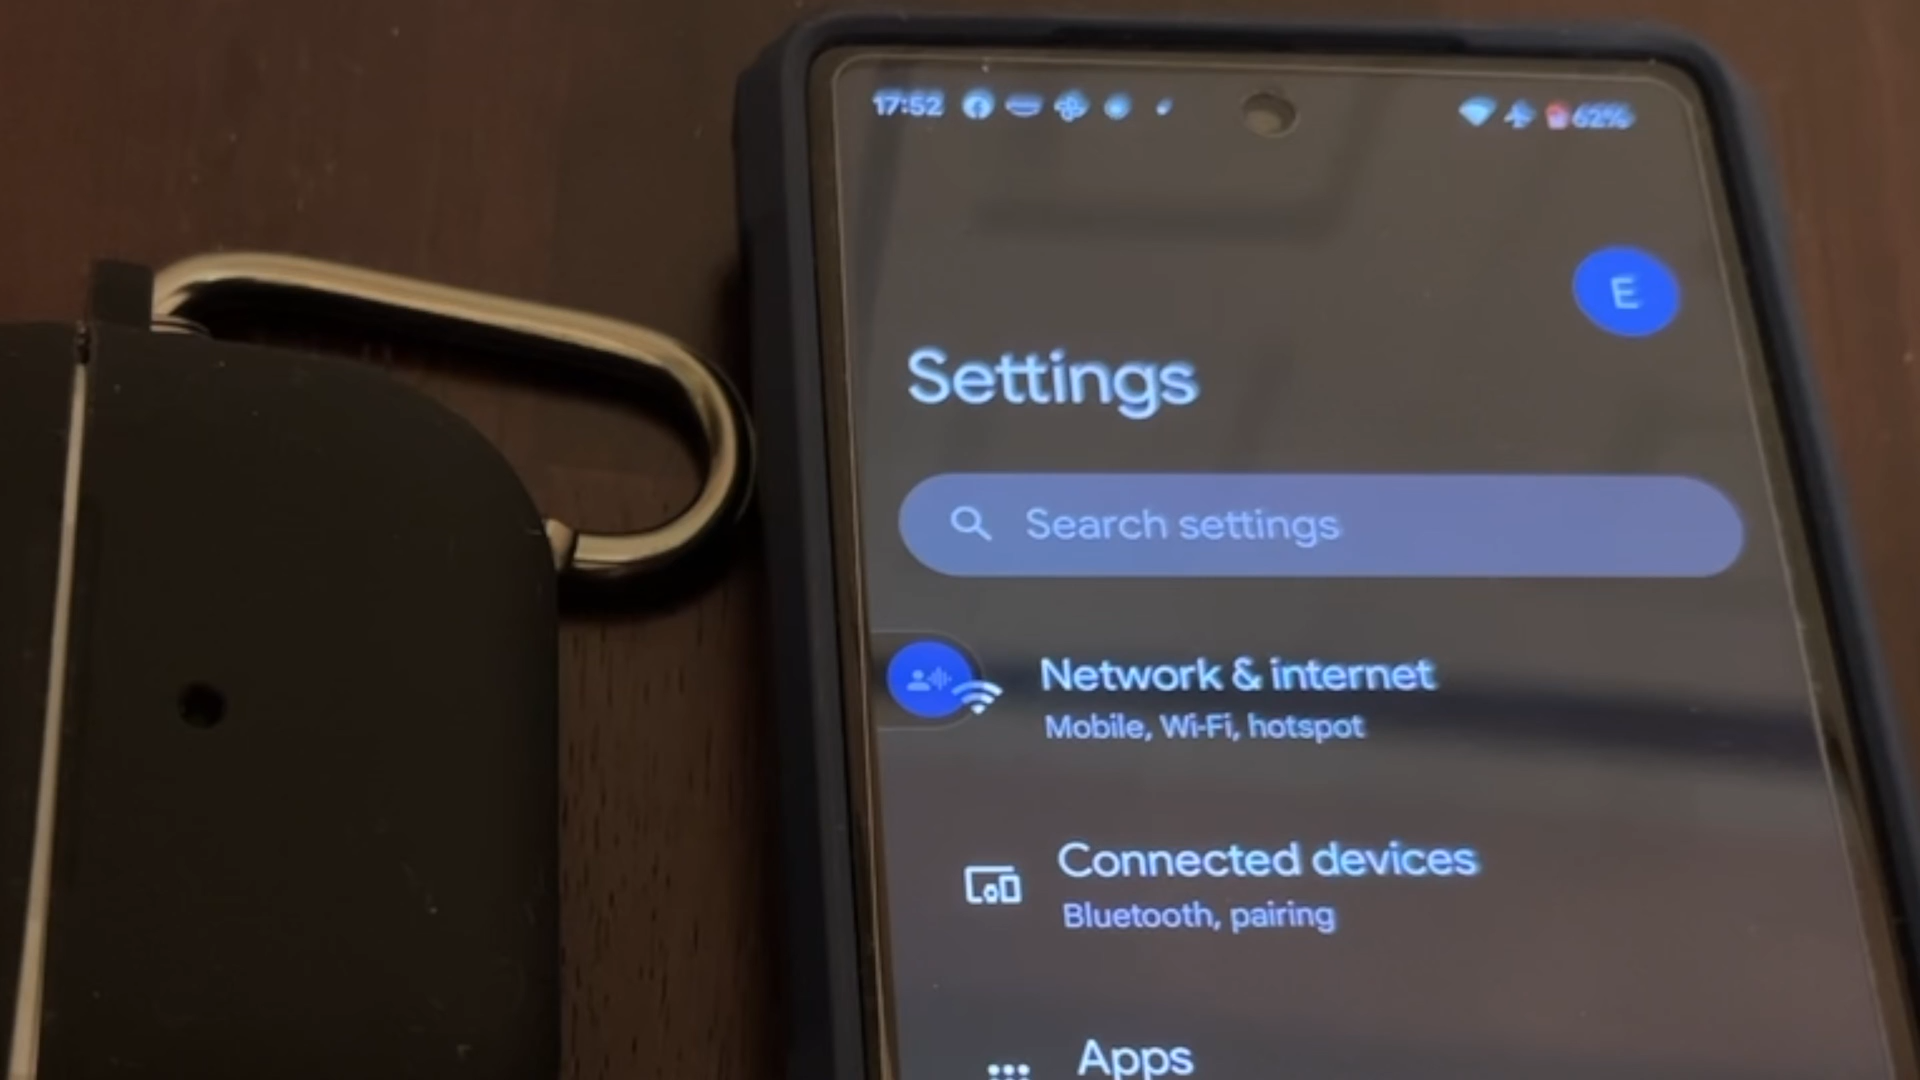 17:52 62%
E
Settings
Search settings
Network & internet
Mobile, Wi-Fi, hotspot
Connected devices
Bluetooth, pairing
Apps